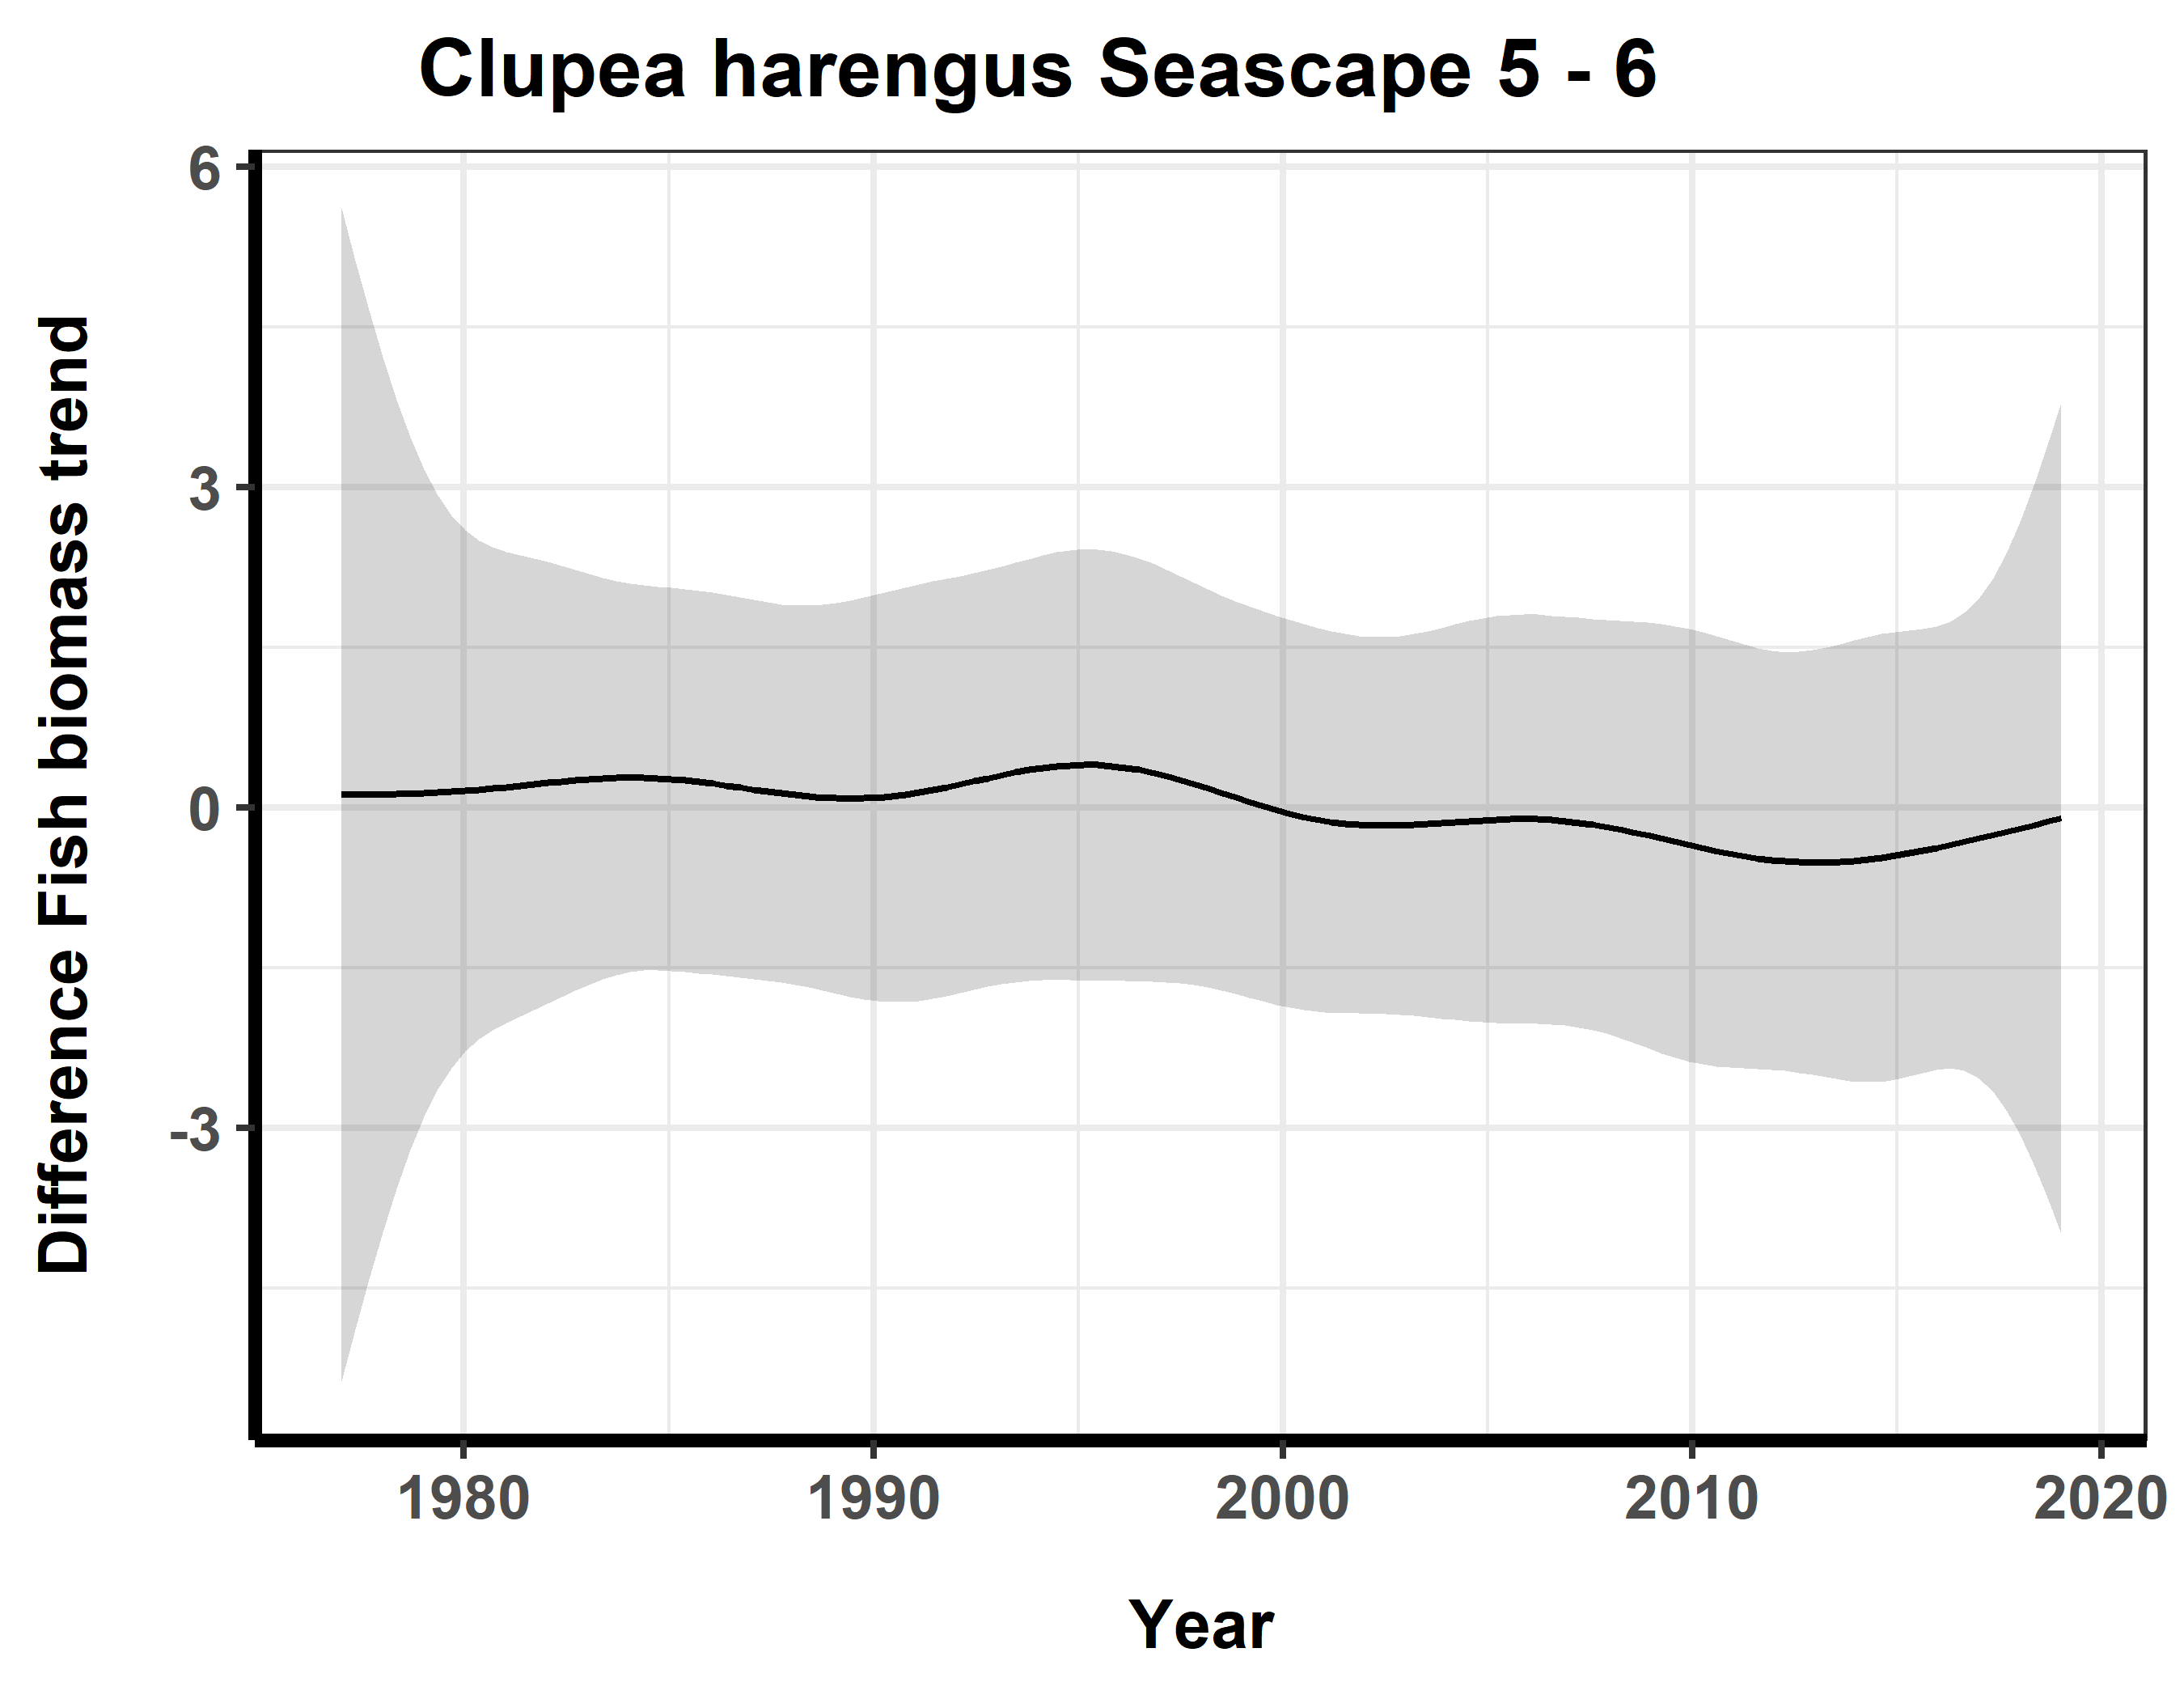 Clupea harengus Seascape 5 - 6
Difference Fish biomass trend
6
3
0
-3
1980 1990 2000 2010 2020
Year